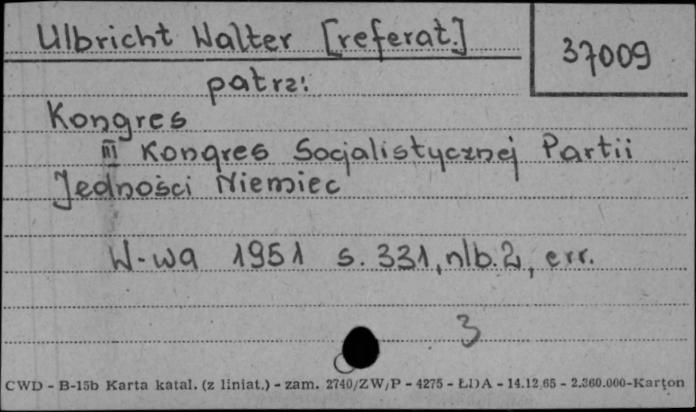 Ulbricht Walter [referat.]
37009
patrz:
Kongres
III Kongres Socjalistycznej Partii
Jedności Niemiec
W-wa 1951 s. 331, nlb. 2, err.
3
CWD - B-15b Karta katal. (z liniat.) - zam. 2740/ZW/P - 4275 - ŁDA - 14.12.65 - 2.360.000-Karton